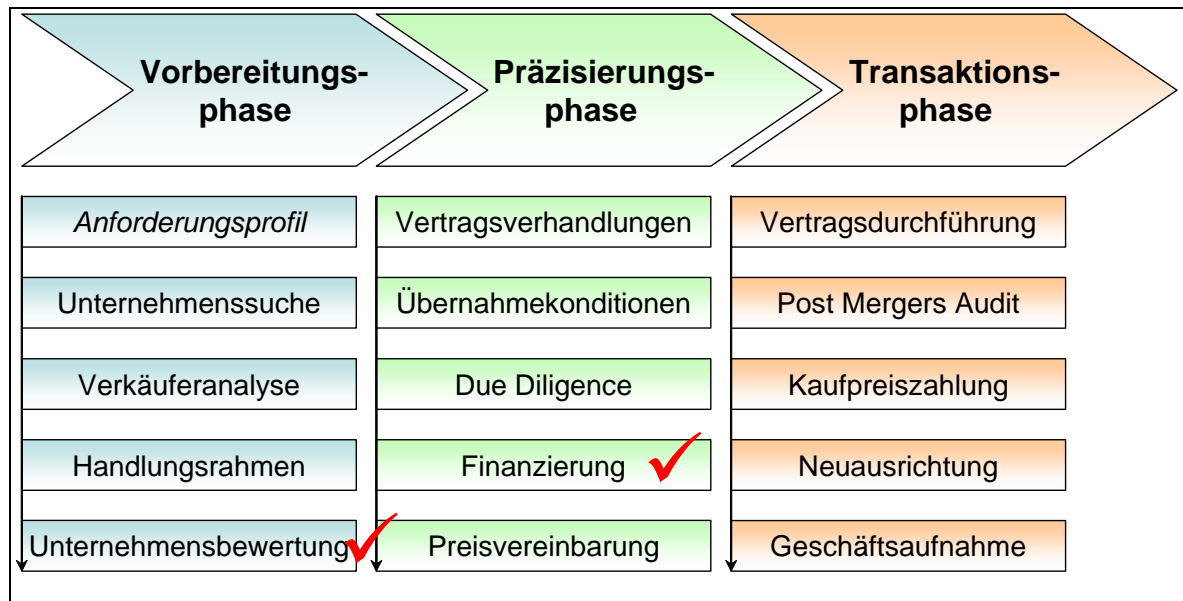 Vorbereitungs-
phase
Präzisierungs-
phase
Transaktions-
phase
Anforderungsprofil
Unternehmenssuche
Verkäuferanalyse
Handlungsrahmen
Unternehmensbewertung
Vertragsverhandlungen
Übernahmekonditionen
Due Diligence
Finanzierung
Preisvereinbarung
Vertragsdurchführung
Post Mergers Audit
Kaufpreiszahlung
Neuausrichtung
Geschäftsaufnahme